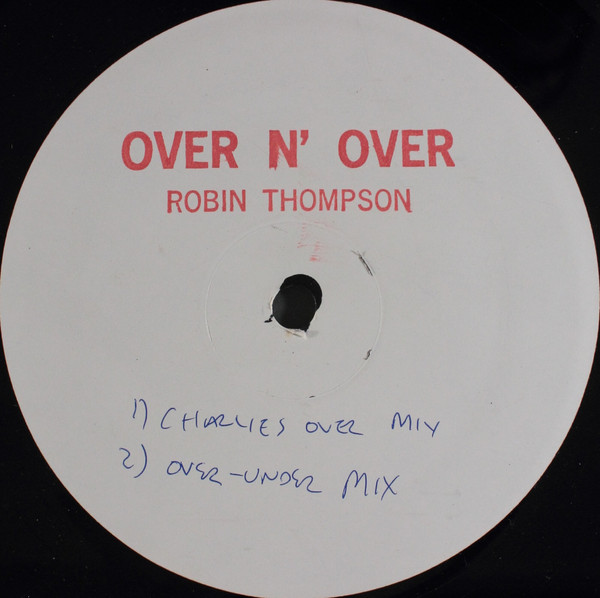 OVER N' OVER
ROBIN THOMPSON
1) CHARLIES OVER MIX
2) OVER-UNDER MIX